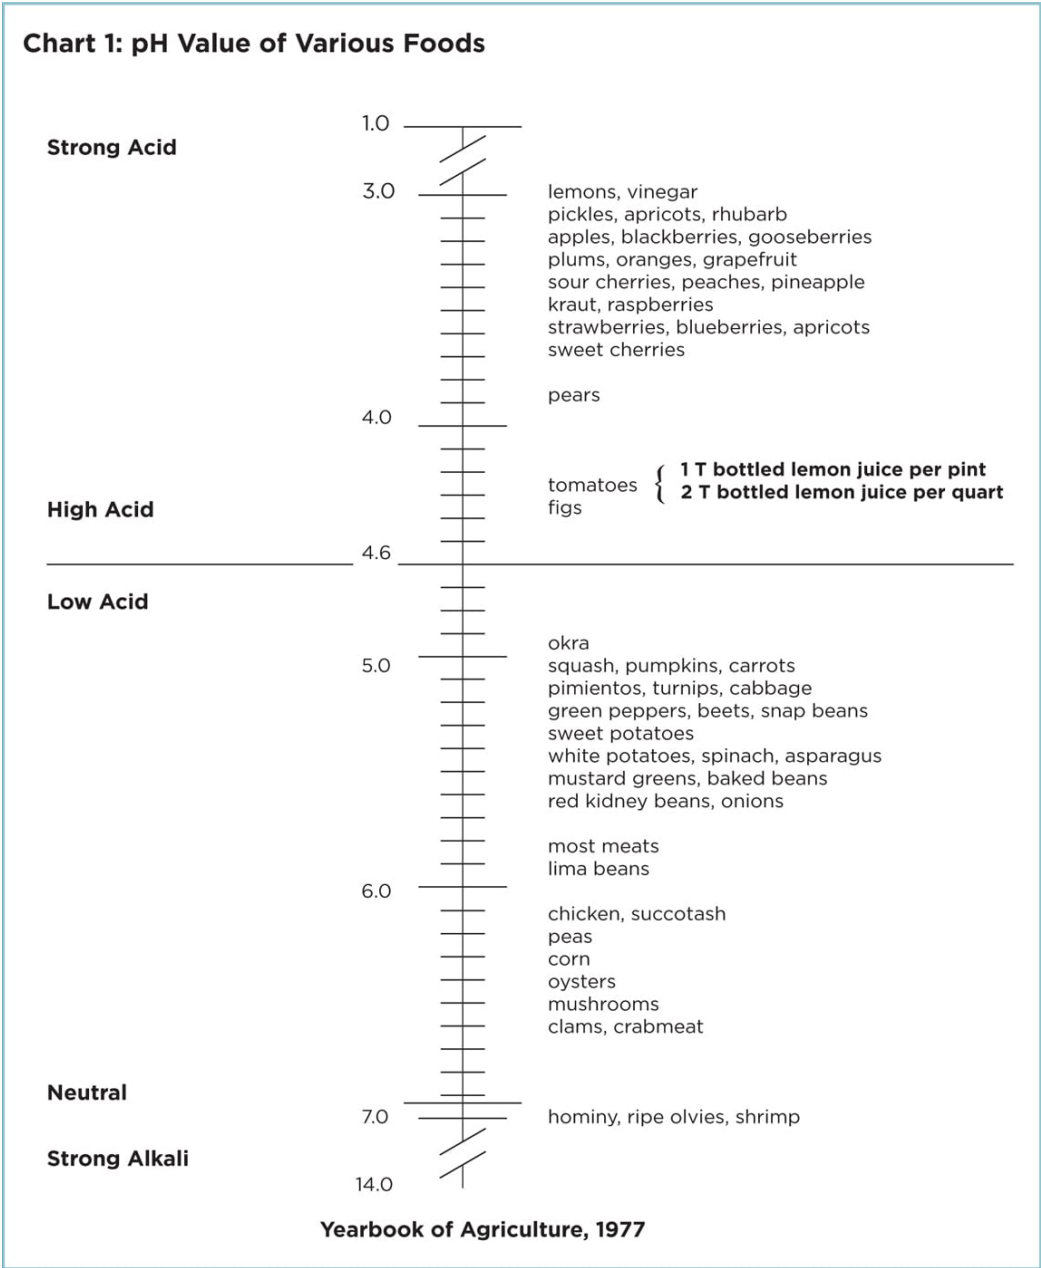 Chart 1: pH Value of Various Foods
1.0
Strong Acid
3.0 lemons, vinegar
pickles, apricots, rhubarb
apples, blackberries, gooseberries
plums, oranges, grapefruit
sour cherries, peaches, pineapple
kraut, raspberries
strawberries, blueberries, apricots
sweet cherries
pears
4.0
1 T bottled lemon juice per pint
tomatoes {
2 T bottled lemon juice per quart
figs
High Acid
4.6
Low Acid
okra
5.0 squash, pumpkins, carrots
pimientos, turnips, cabbage
green peppers, beets, snap beans
sweet potatoes
white potatoes, spinach, asparagus
mustard greens, baked beans
red kidney beans, onions
most meats
lima beans
6.0
chicken, succotash
peas
corn
oysters
mushrooms
clams, crabmeat
Neutral
7.0 hominy, ripe olvies, shrimp
Strong Alkali
14.0
Yearbook of Agriculture, 1977